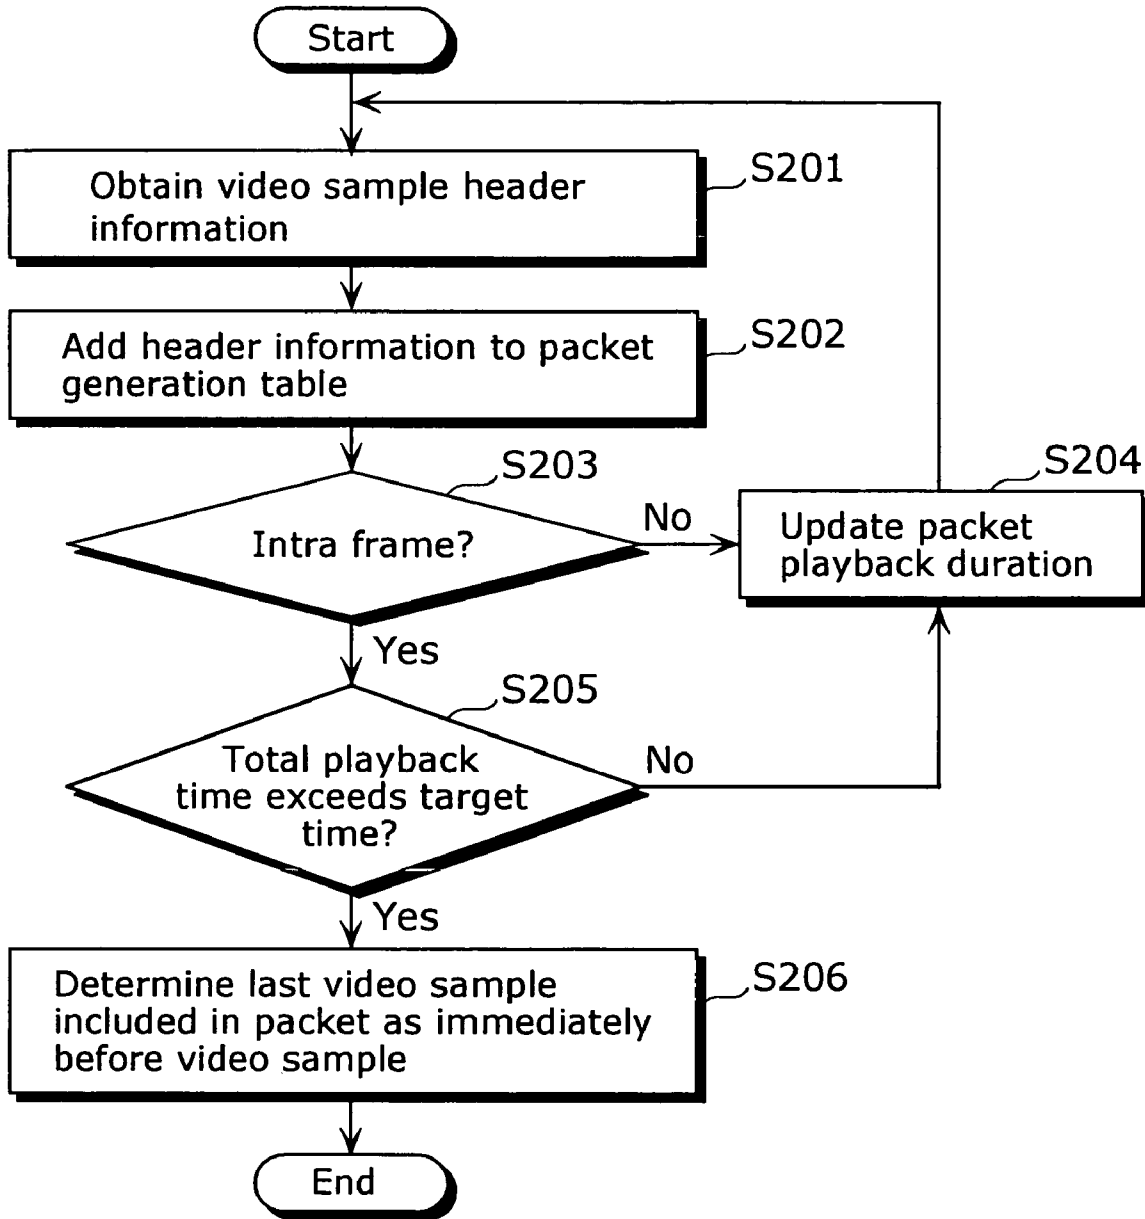 Start
Obtain video sample header
information
S201
Add header information to packet
generation table
S202
Intra frame?
S203
No
Update packet
playback duration
S204
Yes
Total playback
time exceeds target
time?
S205
No
Yes
Determine last video sample
included in packet as immediately
before video sample
S206
End